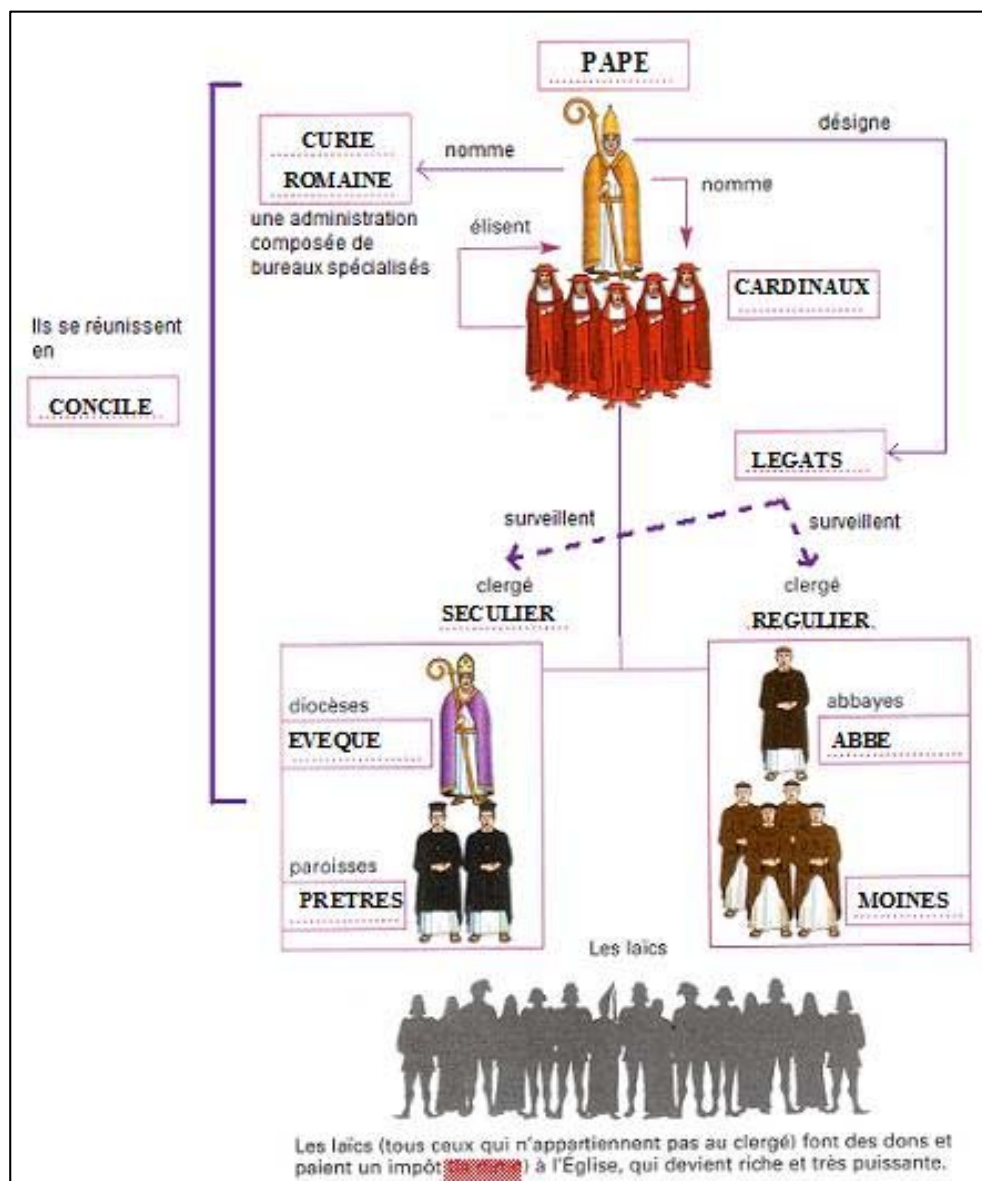 PAPE
désigne
CURIE
ROMAINE
nomme
nomme
une administration
composée de
bureaux spécialisés
élisent
CARDINAUX
Ils se réunissent
en
CONCILE
LEGATS
surveillent
surveillent
clergé
SECULIER
clergé
REGULIER
diocèses
EVEQUE
abbayes
ABBE
paroisses
PRETRES
MOINES
Les laïcs
Les laïcs (tous ceux qui n'appartiennent pas au clergé) font des dons et
paient un impôt ) à l'Église, qui devient riche et très puissante.